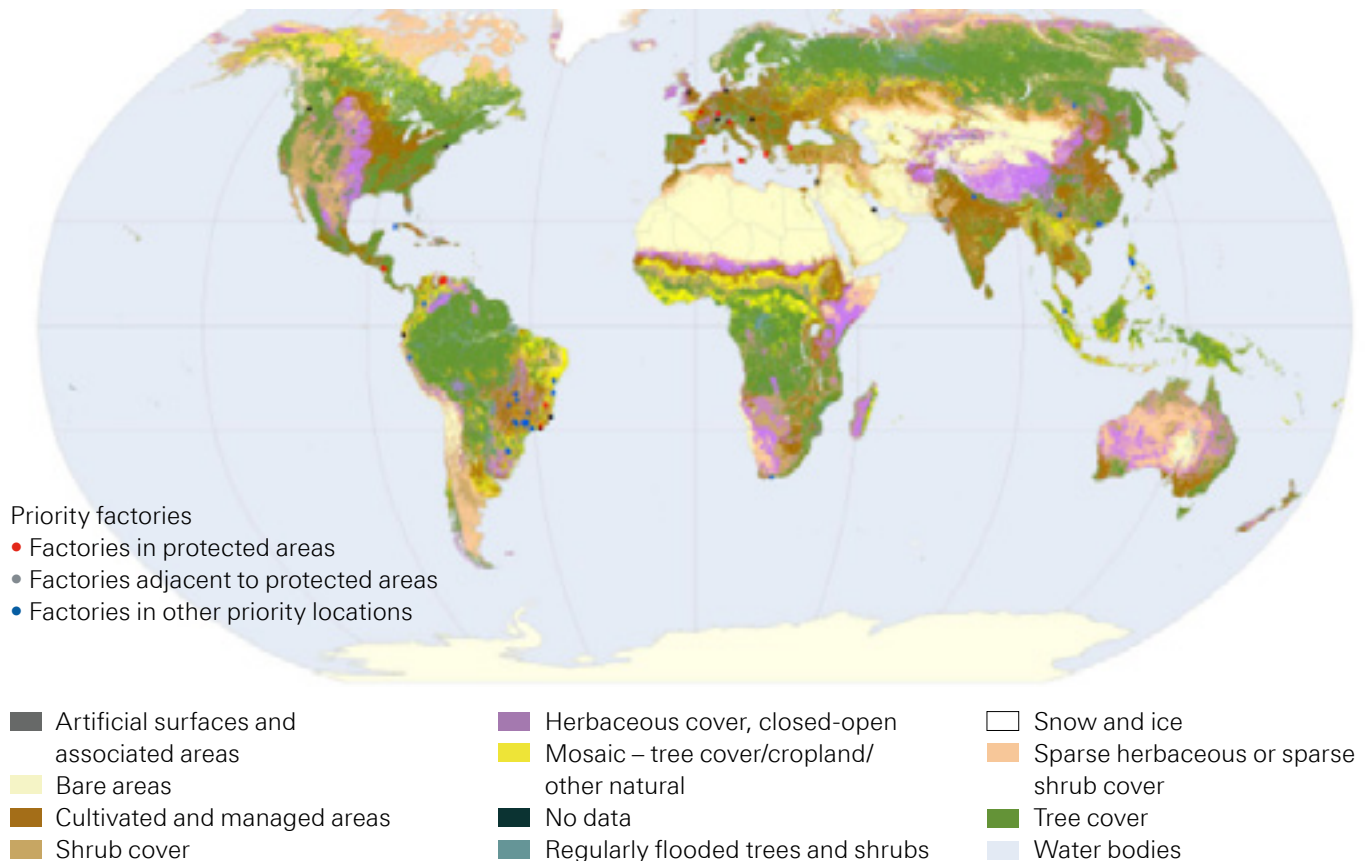 Priority factories
• Factories in protected areas
• Factories adjacent to protected areas
• Factories in other priority locations
Artificial surfaces and
associated areas
Bare areas
Cultivated and managed areas
Shrub cover
Herbaceous cover, closed-open
Mosaic – tree cover/cropland/
other natural
No data
Regularly flooded trees and shrubs
Snow and ice
Sparse herbaceous or sparse
shrub cover
Tree cover
Water bodies